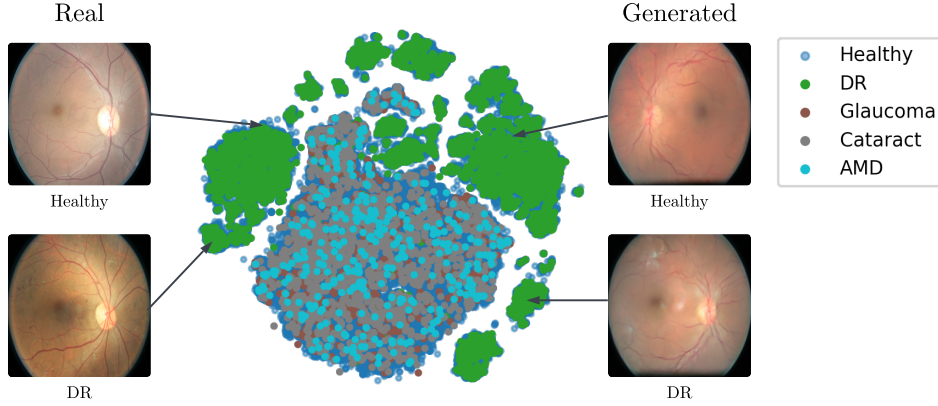 Real
Generated
Healthy
DR
Glaucoma
Cataract
AMD
Healthy
Healthy
DR
DR